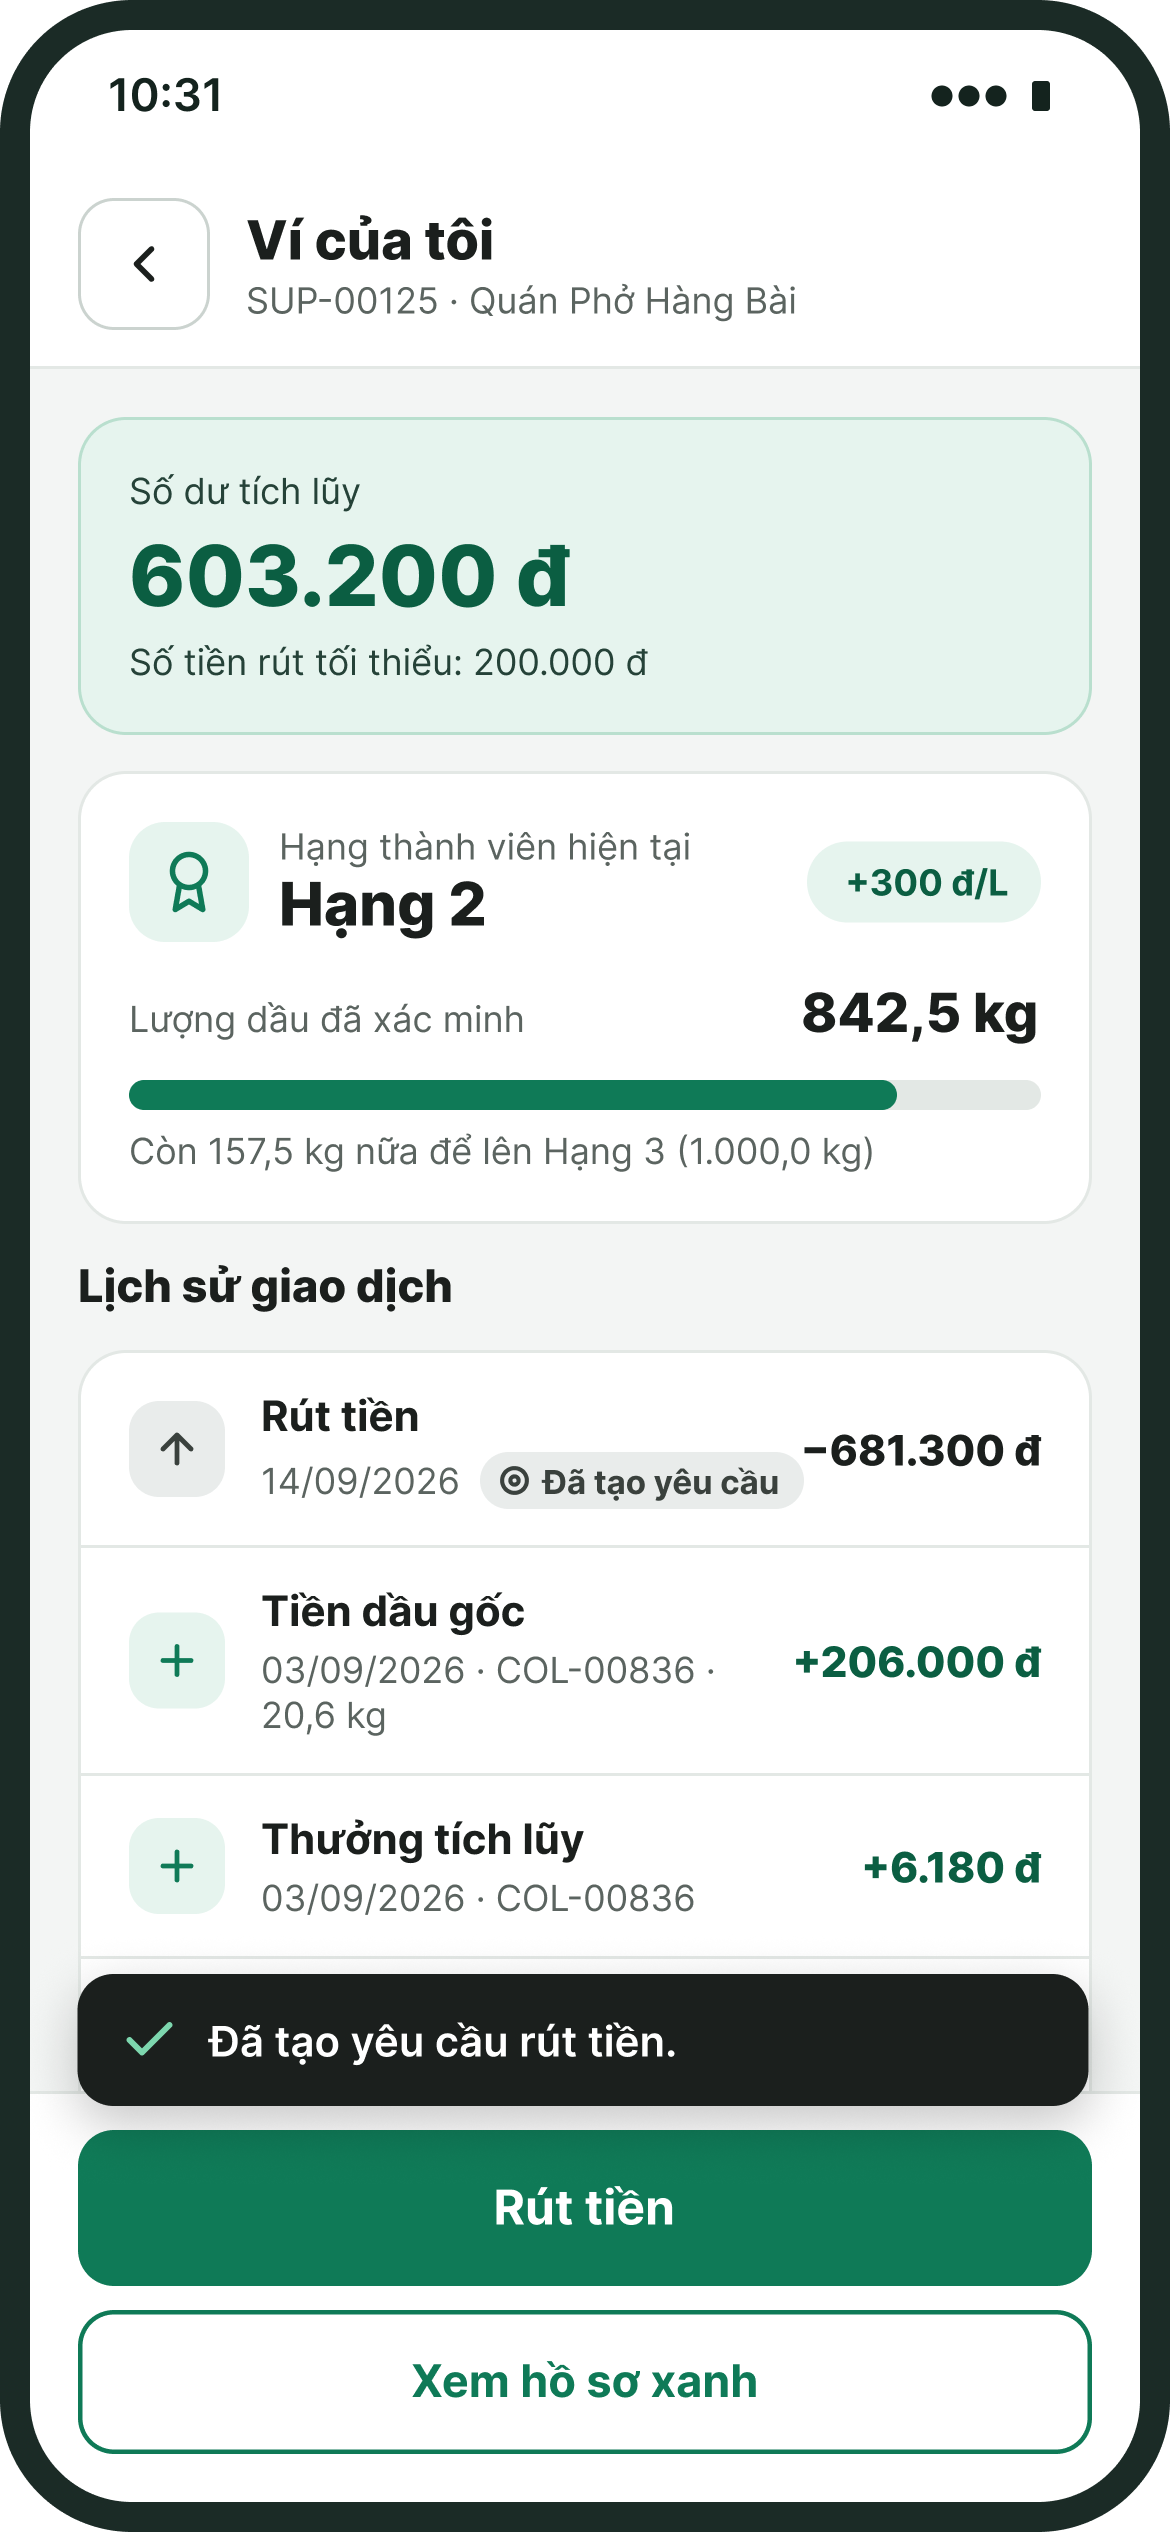 10:31
Ví của tôi
SUP-00125 · Quán Phở Hàng Bài
Số dư tích lũy
603.200 đ
Số tiền rút tối thiểu: 200.000 đ
Hạng thành viên hiện tại
Hạng 2
+300 đ/L
Lượng dầu đã xác minh
842,5 kg
Còn 157,5 kg nữa để lên Hạng 3 (1.000,0 kg)
Lịch sử giao dịch
Rút tiền
14/09/2026 Đã tạo yêu cầu
−681.300 đ
Tiền dầu gốc
03/09/2026 · COL-00836 ·
20,6 kg
+206.000 đ
Thưởng tích lũy
03/09/2026 · COL-00836
+6.180 đ
Đã tạo yêu cầu rút tiền.
Rút tiền
Xem hồ sơ xanh